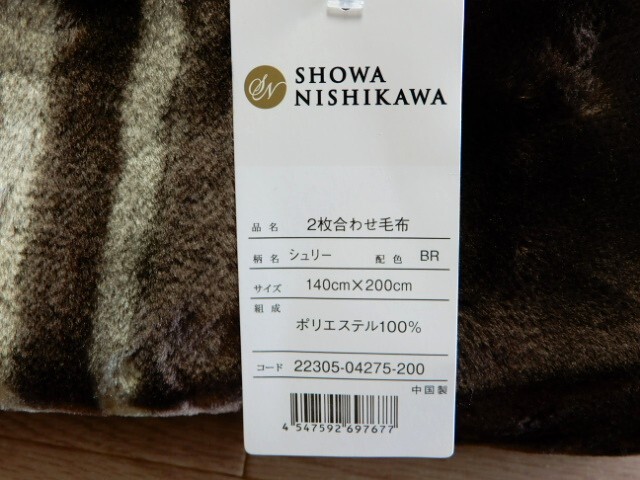 SN
SHOWA
NISHIKAWA
品名 2枚合わせ毛布
柄名 シュリー 配色 BR
サイズ 140cm×200cm
組成
ポリエステル100%
コード 22305-04275-200
中国製
4 547592 697677